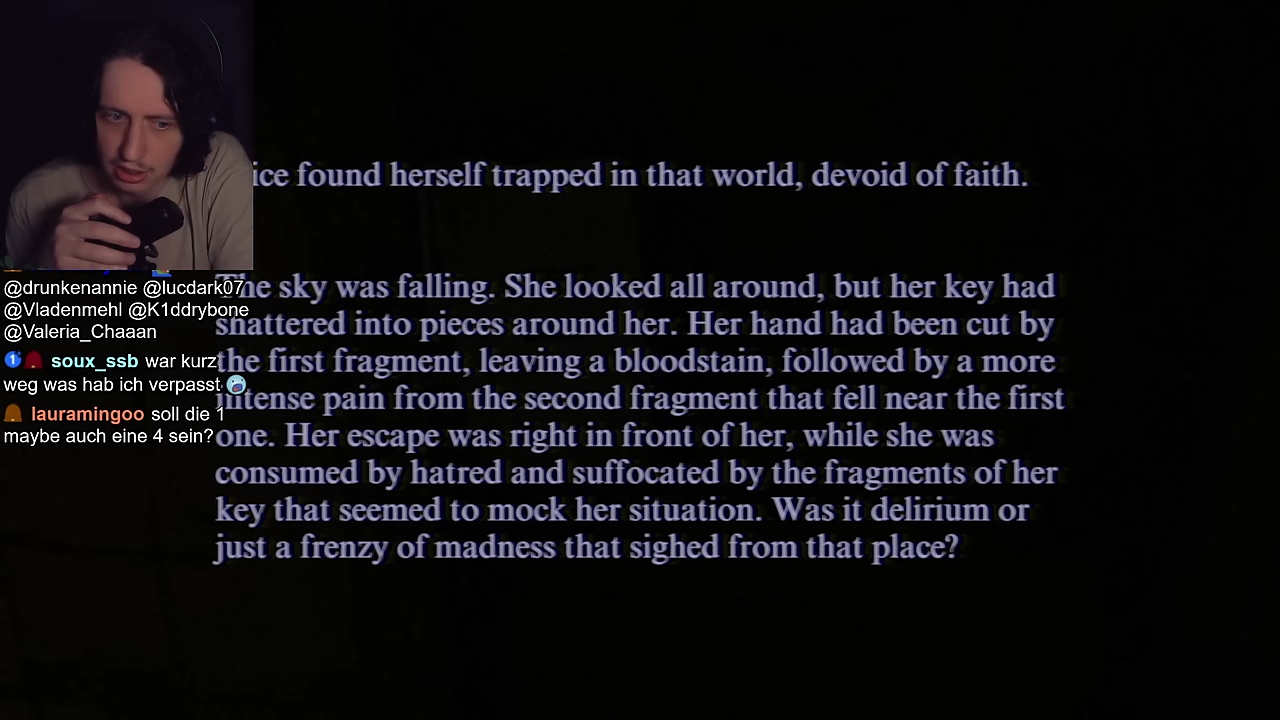 ice found herself trapped in that world, devoid of faith.
The sky was falling. She looked all around, but her key had
shattered into pieces around her. Her hand had been cut by
the first fragment, leaving a bloodstain, followed by a more
intense pain from the second fragment that fell near the first
one. Her escape was right in front of her, while she was
consumed by hatred and suffocated by the fragments of her
key that seemed to mock her situation. Was it delirium or
just a frenzy of madness that sighed from that place?
@drunkenannie @lucdark07
@Vladenmehl @K1ddrybone
@Valeria_Chaaan
1 soux_ssb war kurz
weg was hab ich verpasst
lauramingoo soll die 1
maybe auch eine 4 sein?